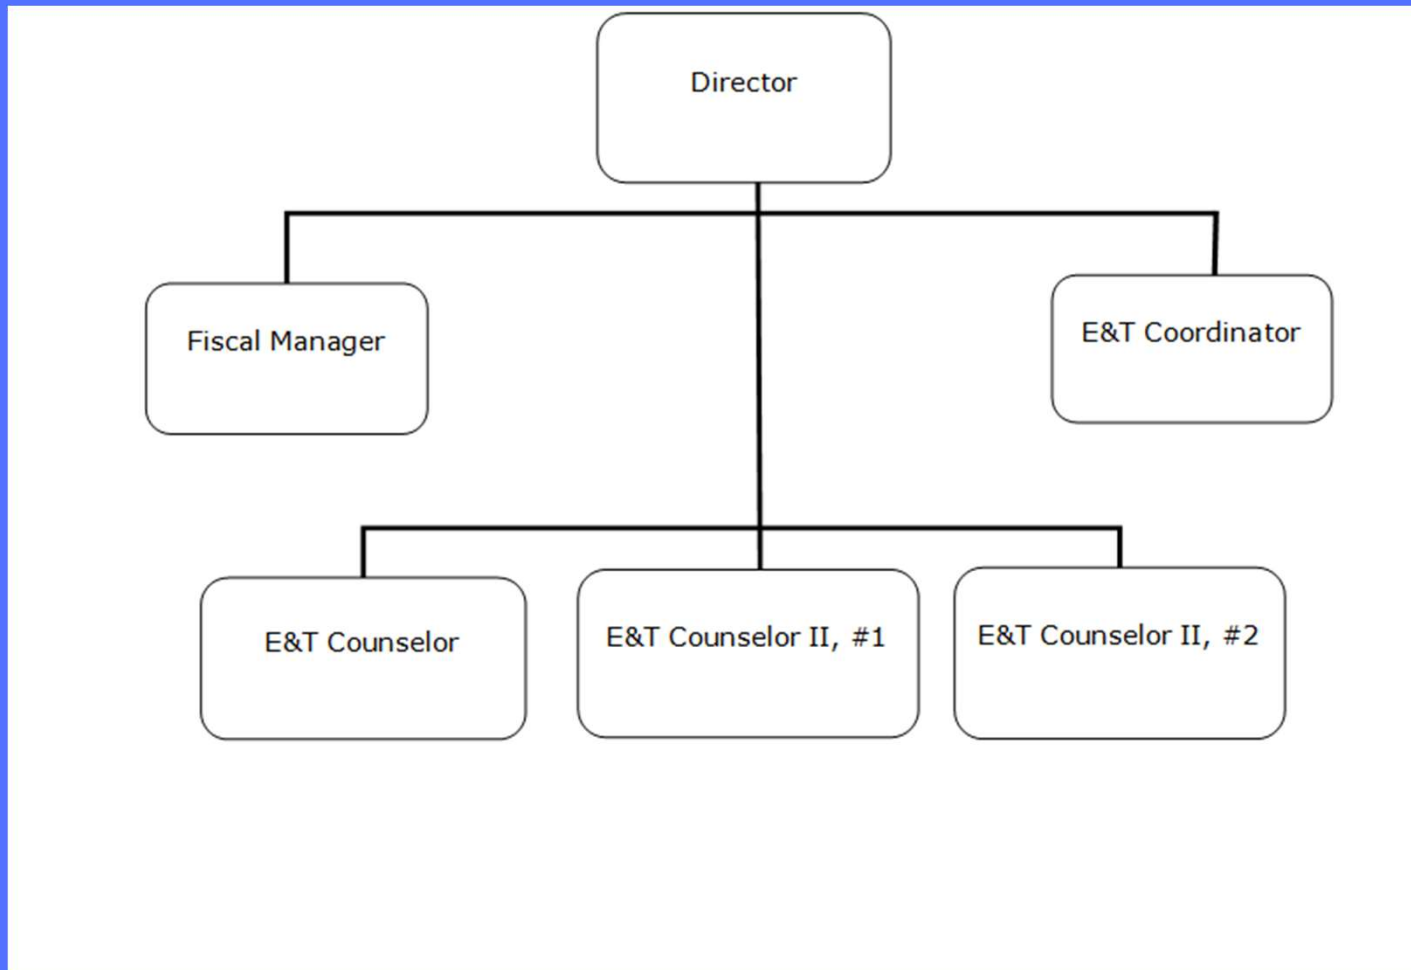 Director
Fiscal Manager
E&T Coordinator
E&T Counselor
E&T Counselor II, #1
E&T Counselor II, #2